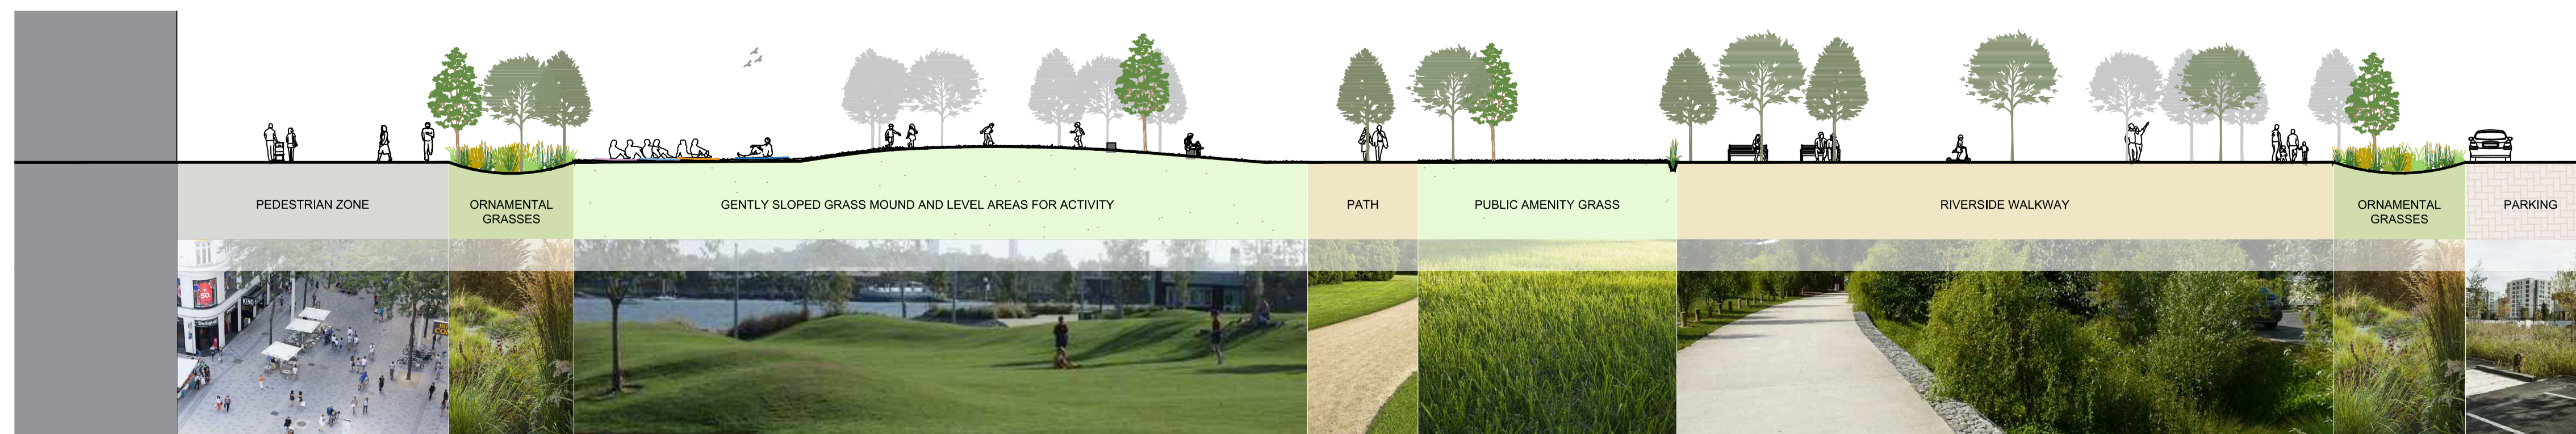 PEDESTRIAN ZONE
ORNAMENTAL
GRASSES
GENTLY SLOPED GRASS MOUND AND LEVEL AREAS FOR ACTIVITY
PATH
PUBLIC AMENITY GRASS
RIVERSIDE WALKWAY
ORNAMENTAL
GRASSES
PARKING
50